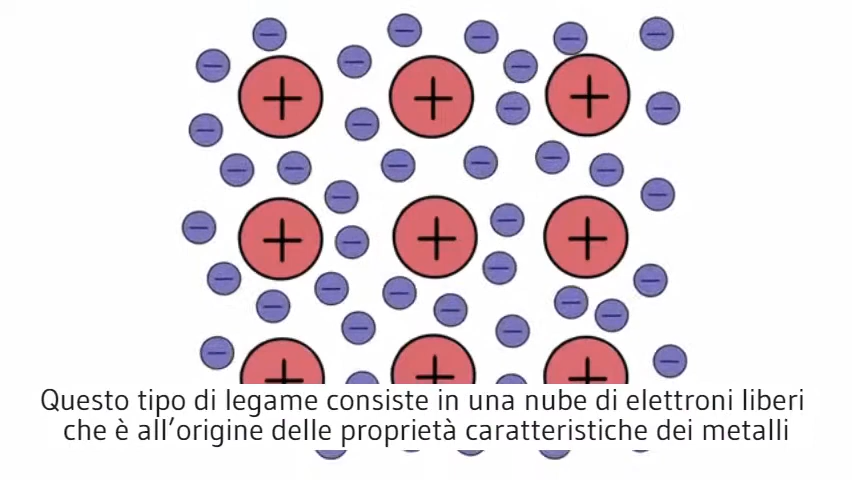 Questo tipo di legame consiste in una nube di elettroni liberi
che è all'origine delle proprietà caratteristiche dei metalli